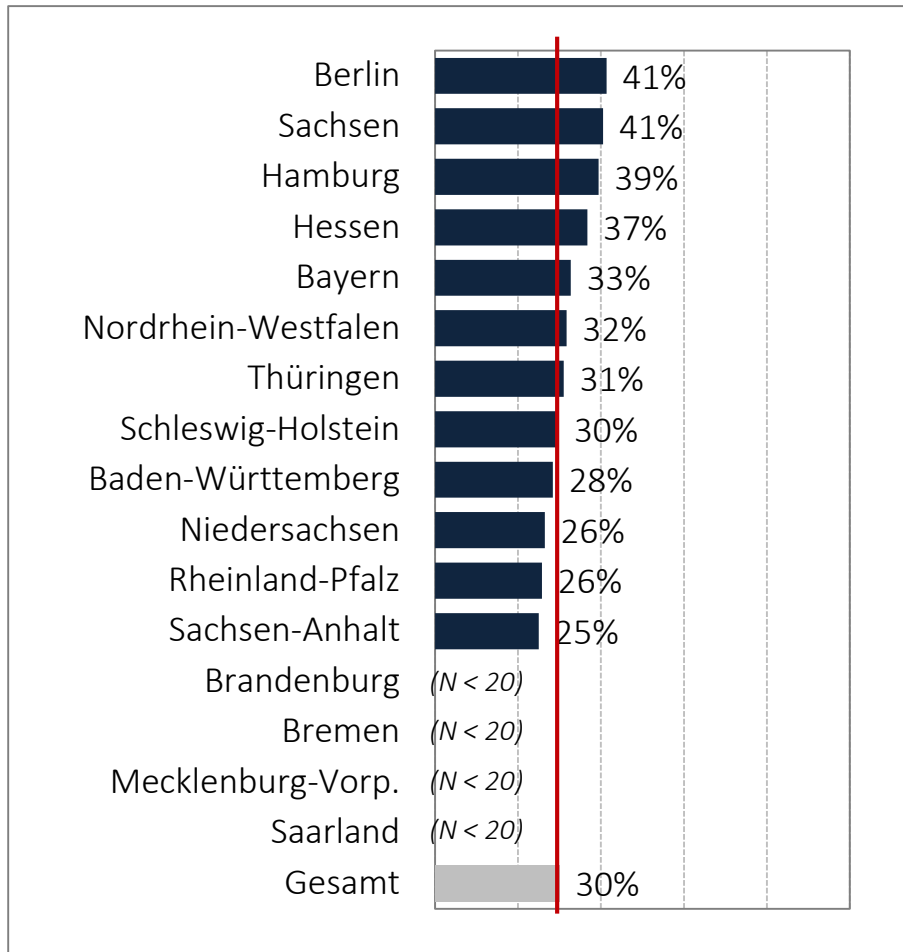 Berlin 41%
Sachsen 41%
Hamburg 39%
Hessen 37%
Bayern 33%
Nordrhein-Westfalen 32%
Thüringen 31%
Schleswig-Holstein 30%
Baden-Württemberg 28%
Niedersachsen 26%
Rheinland-Pfalz 26%
Sachsen-Anhalt 25%
Brandenburg (N < 20)
Bremen (N < 20)
Mecklenburg-Vorp. (N < 20)
Saarland (N < 20)
Gesamt 30%